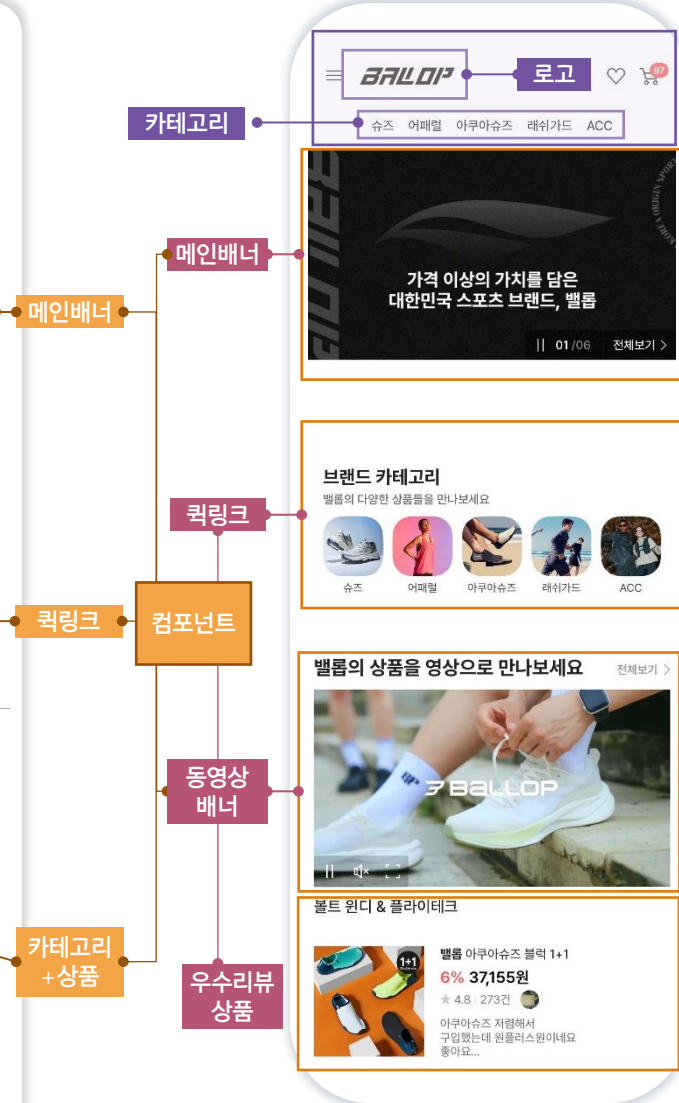 BALLOP
로고
97
카테고리
슈즈 어패럴 아쿠아슈즈 래쉬가드 ACC
메인배너
메인배너
가격 이상의 가치를 담은
대한민국 스포츠 브랜드, 밸롭
01/06 전체보기 >
브랜드 카테고리
밸롭의 다양한 상품들을 만나보세요
퀵링크
슈즈 어패럴 아쿠아슈즈 래쉬가드 ACC
퀵링크
컴포넌트
밸롭의 상품을 영상으로 만나보세요 전체보기 >
BALLOP
동영상
배너
볼트 윈디 & 플라이테크
카테고리
+상품
우수리뷰
상품
1+1
밸롭 아쿠아슈즈 블럭 1+1
6% 37,155원
★ 4.8 273건
아쿠아슈즈 저렴해서
구입했는데 원플러스원이네요
좋아요...